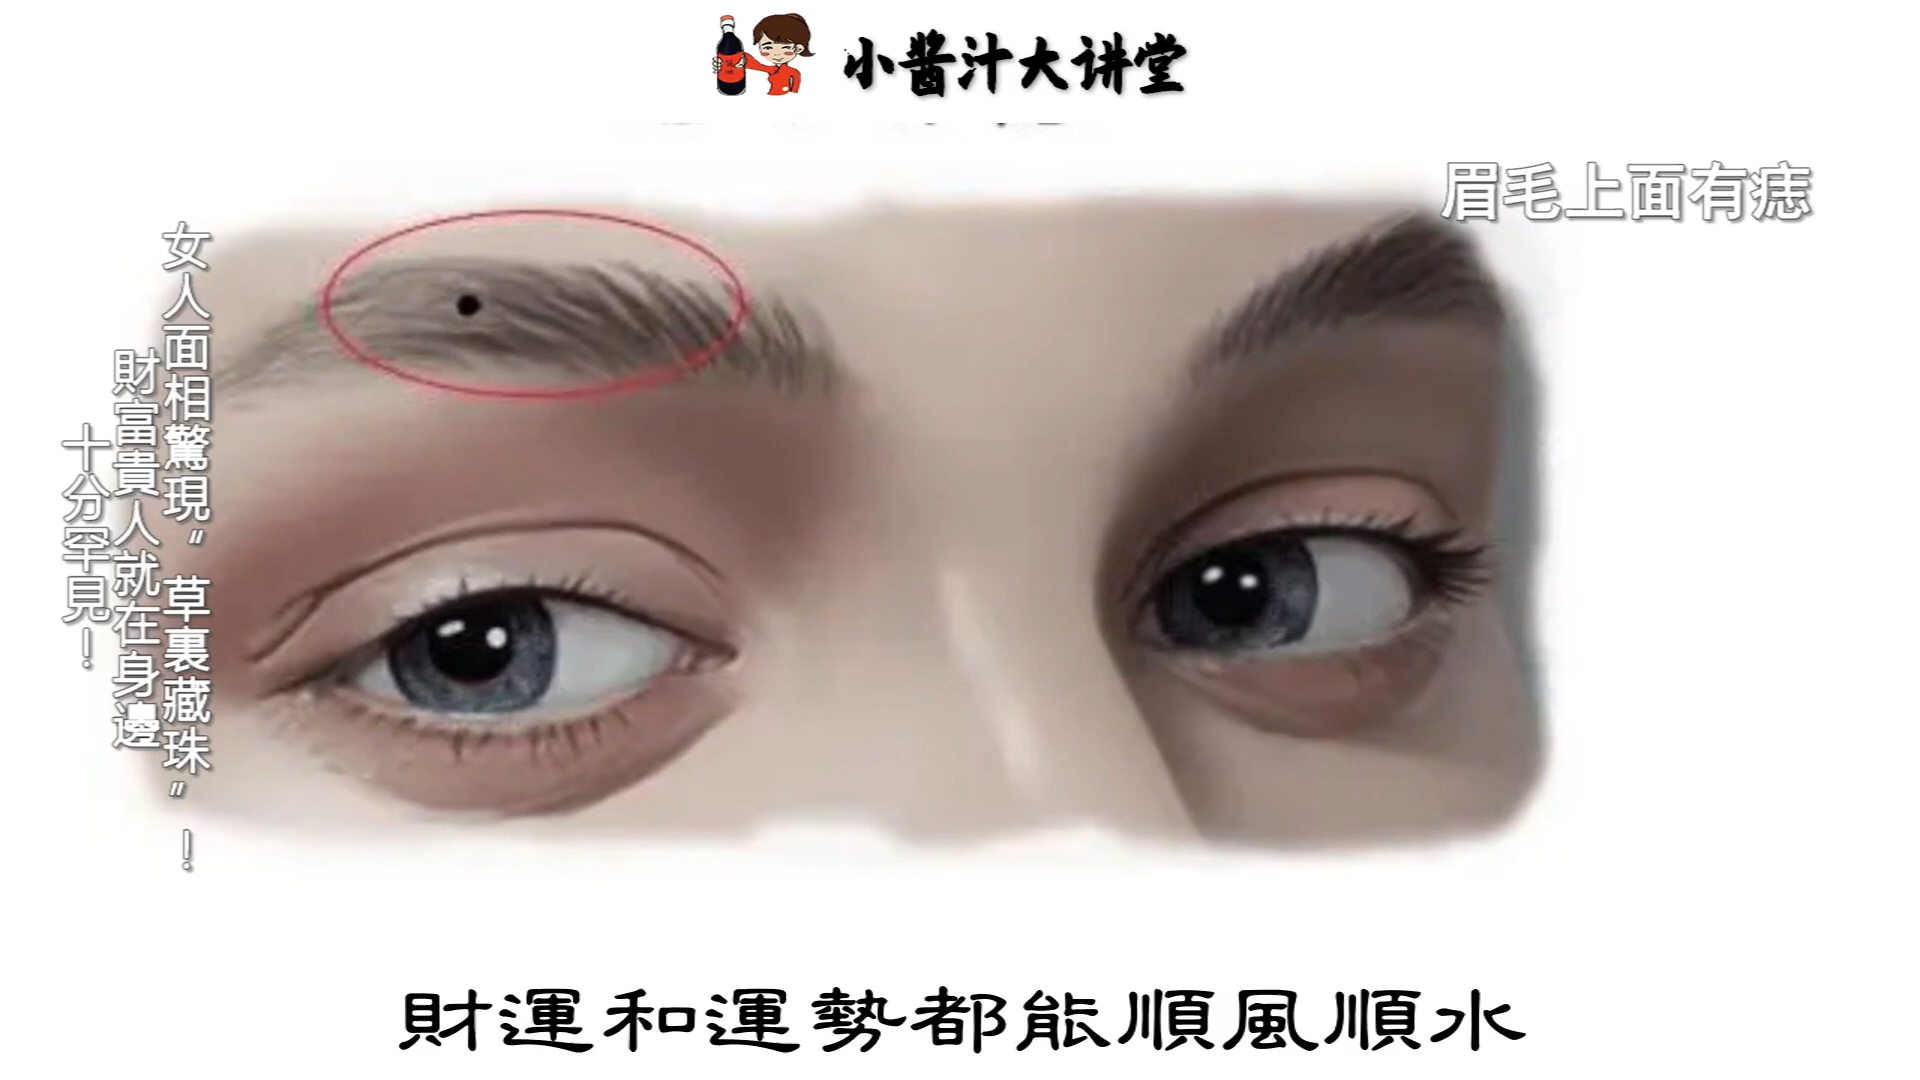 小酱汁大讲堂
眉毛上面有痣
女人面相驚現“草裏藏珠”！
財富貴人就在身邊
十分罕見！
財運和運勢都能順風順水